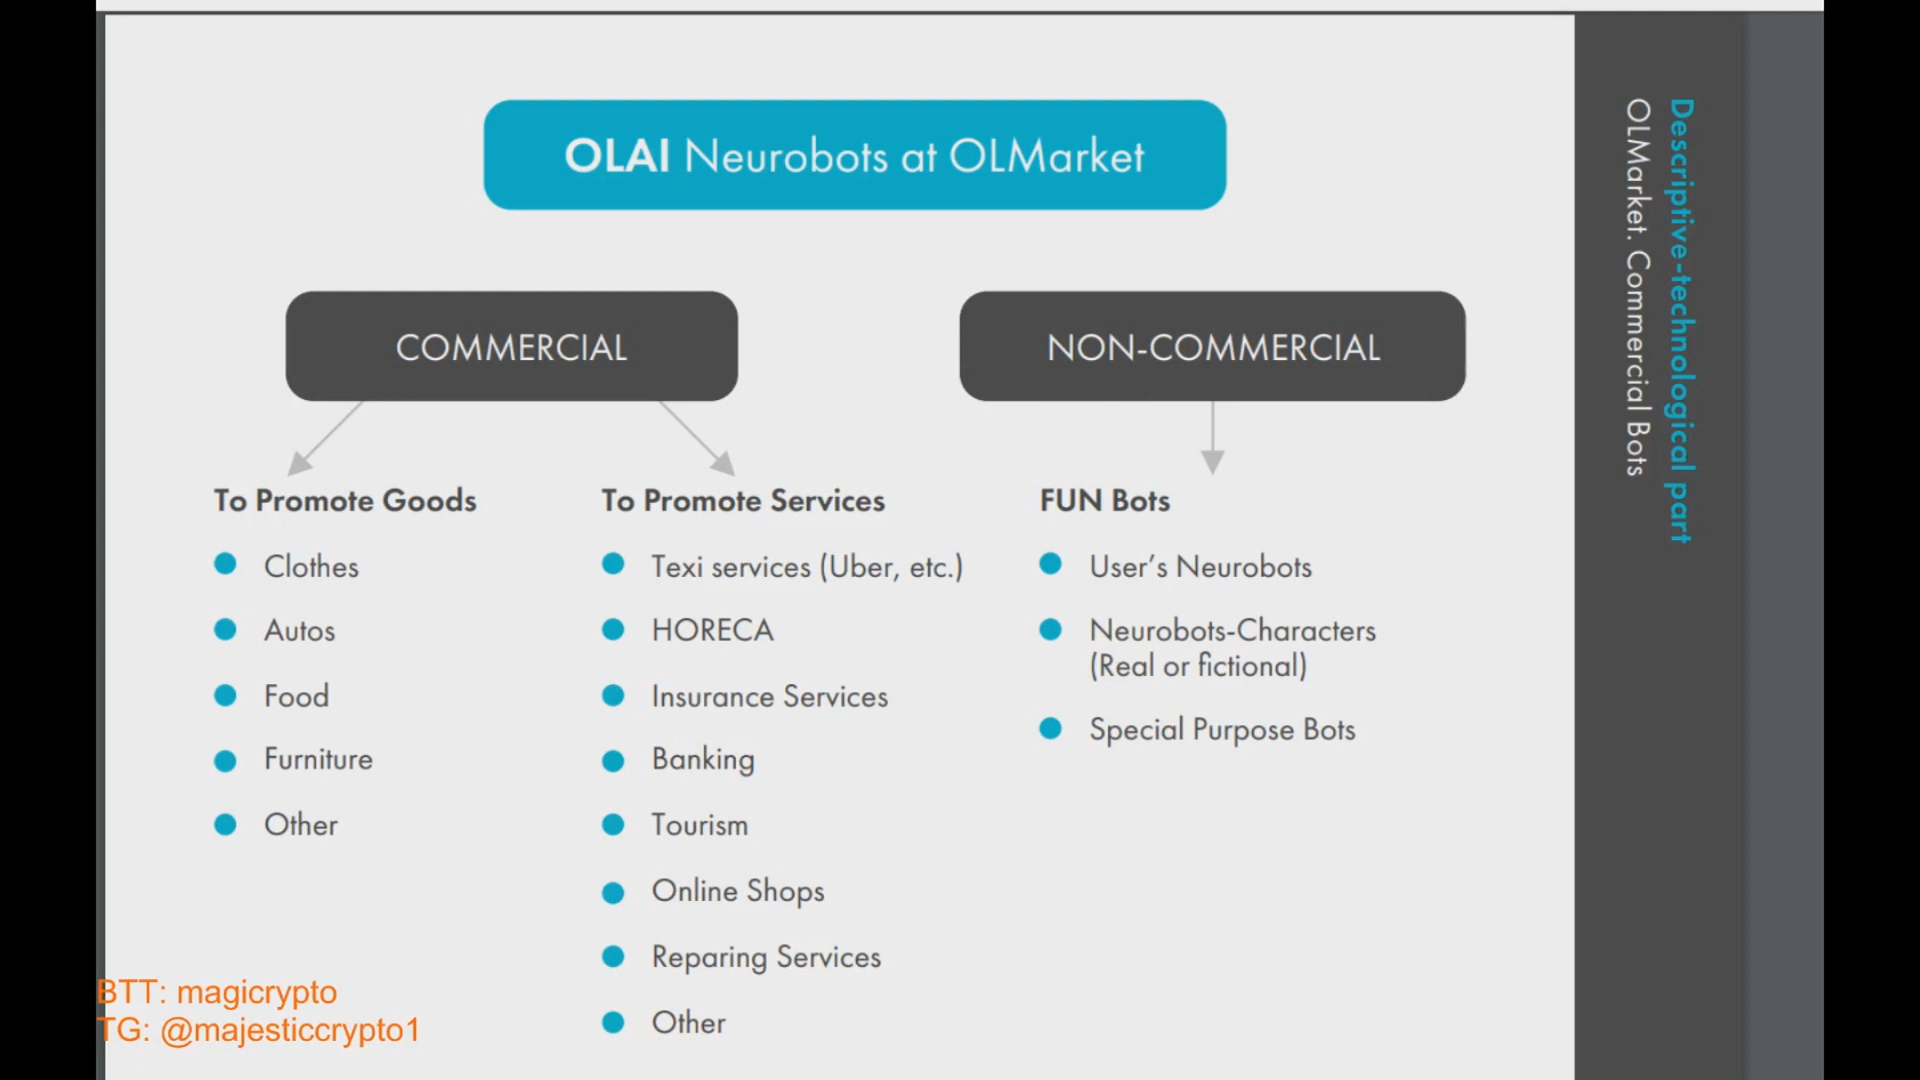 OLAI Neurobots at OLMarket
COMMERCIAL
NON-COMMERCIAL
To Promote Goods
Clothes
Autos
Food
Furniture
Other
To Promote Services
Texi services (Uber, etc.)
HORECA
Insurance Services
Banking
Tourism
Online Shops
Reparing Services
Other
FUN Bots
User’s Neurobots
Neurobots-Characters
(Real or fictional)
Special Purpose Bots
Descriptive-technological part
OLMarket. Commercial Bots
BTT: magicrypto
TG: @majesticcrypto1